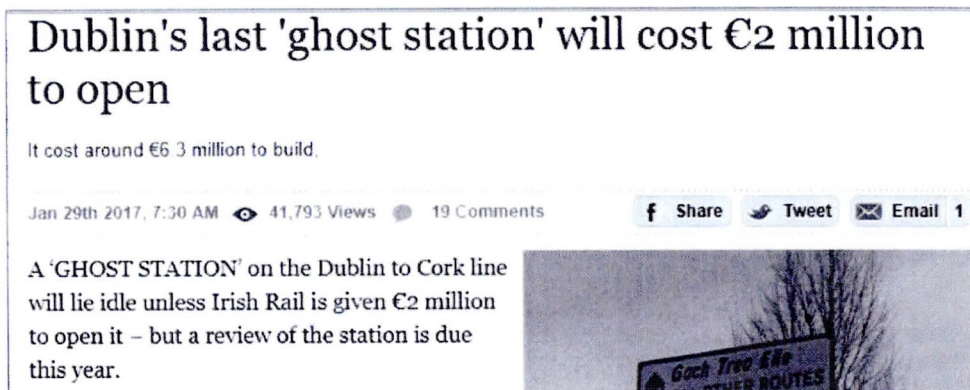 Dublin's last 'ghost station' will cost €2 million
to open
It cost around €6 3 million to build.
Jan 29th 2017, 7:30 AM 41,793 Views 19 Comments
Share Tweet Email 1
A 'GHOST STATION' on the Dublin to Cork line
will lie idle unless Irish Rail is given €2 million
to open it – but a review of the station is due
this year.
Gach Treo Eile
OTHER ROUTES